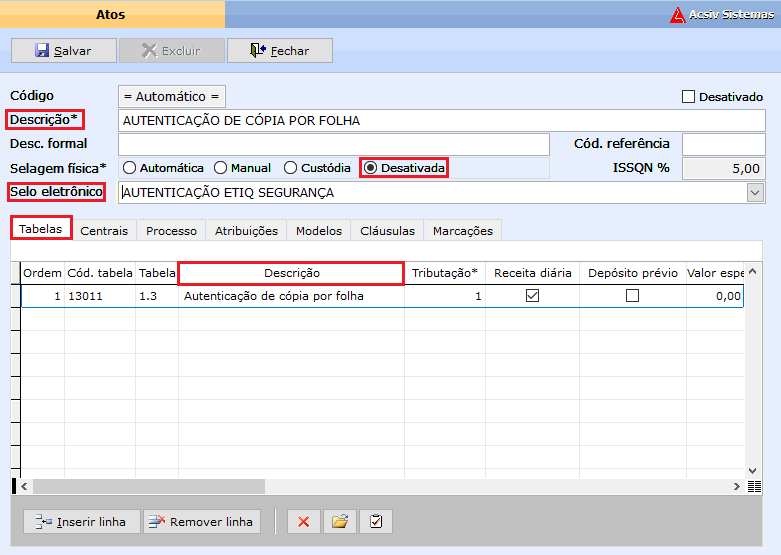 Atos
Acsiv Sistemas
Salvar Excluir Fechar
Código = Automático = Desativado
Descrição* AUTENTICAÇÃO DE CÓPIA POR FOLHA
Desc. formal Cód. referência
Selagem física* Automática Manual Custódia Desativada ISSQN % 5,00
Selo eletrônico AUTENTICAÇÃO ETIQ SEGURANÇA
Tabelas Centrais Processo Atribuições Modelos Cláusulas Marcações
Ordem Cód. tabela Tabela Descrição Tributação* Receita diária Depósito prévio Valor espe
1 13011 1.3 Autenticação de cópia por folha 1 0,00
Inserir linha Remover linha